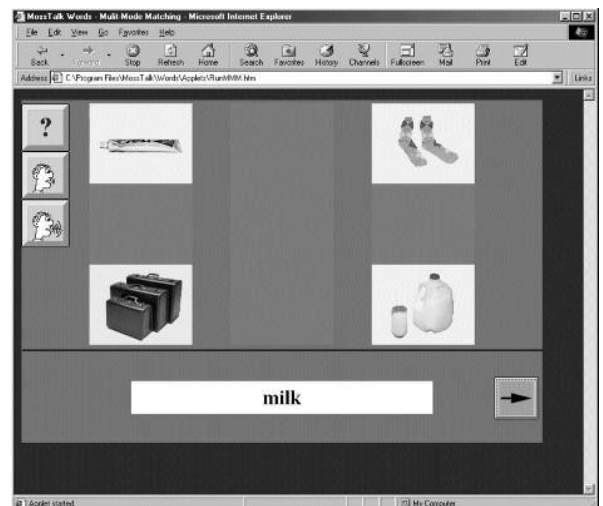 MossTalk Words - Mulit-Mode Matching - Microsoft Internet Explorer
File Edit View Go Favorites Help
Back Forward Stop Refresh Home Search Favorites History Channels Fullscreen Mail Print Edit
Address C:\Program Files\MossTalk\Words\Applets\RunMMM.htm Links
?
milk
Applet started. My Computer